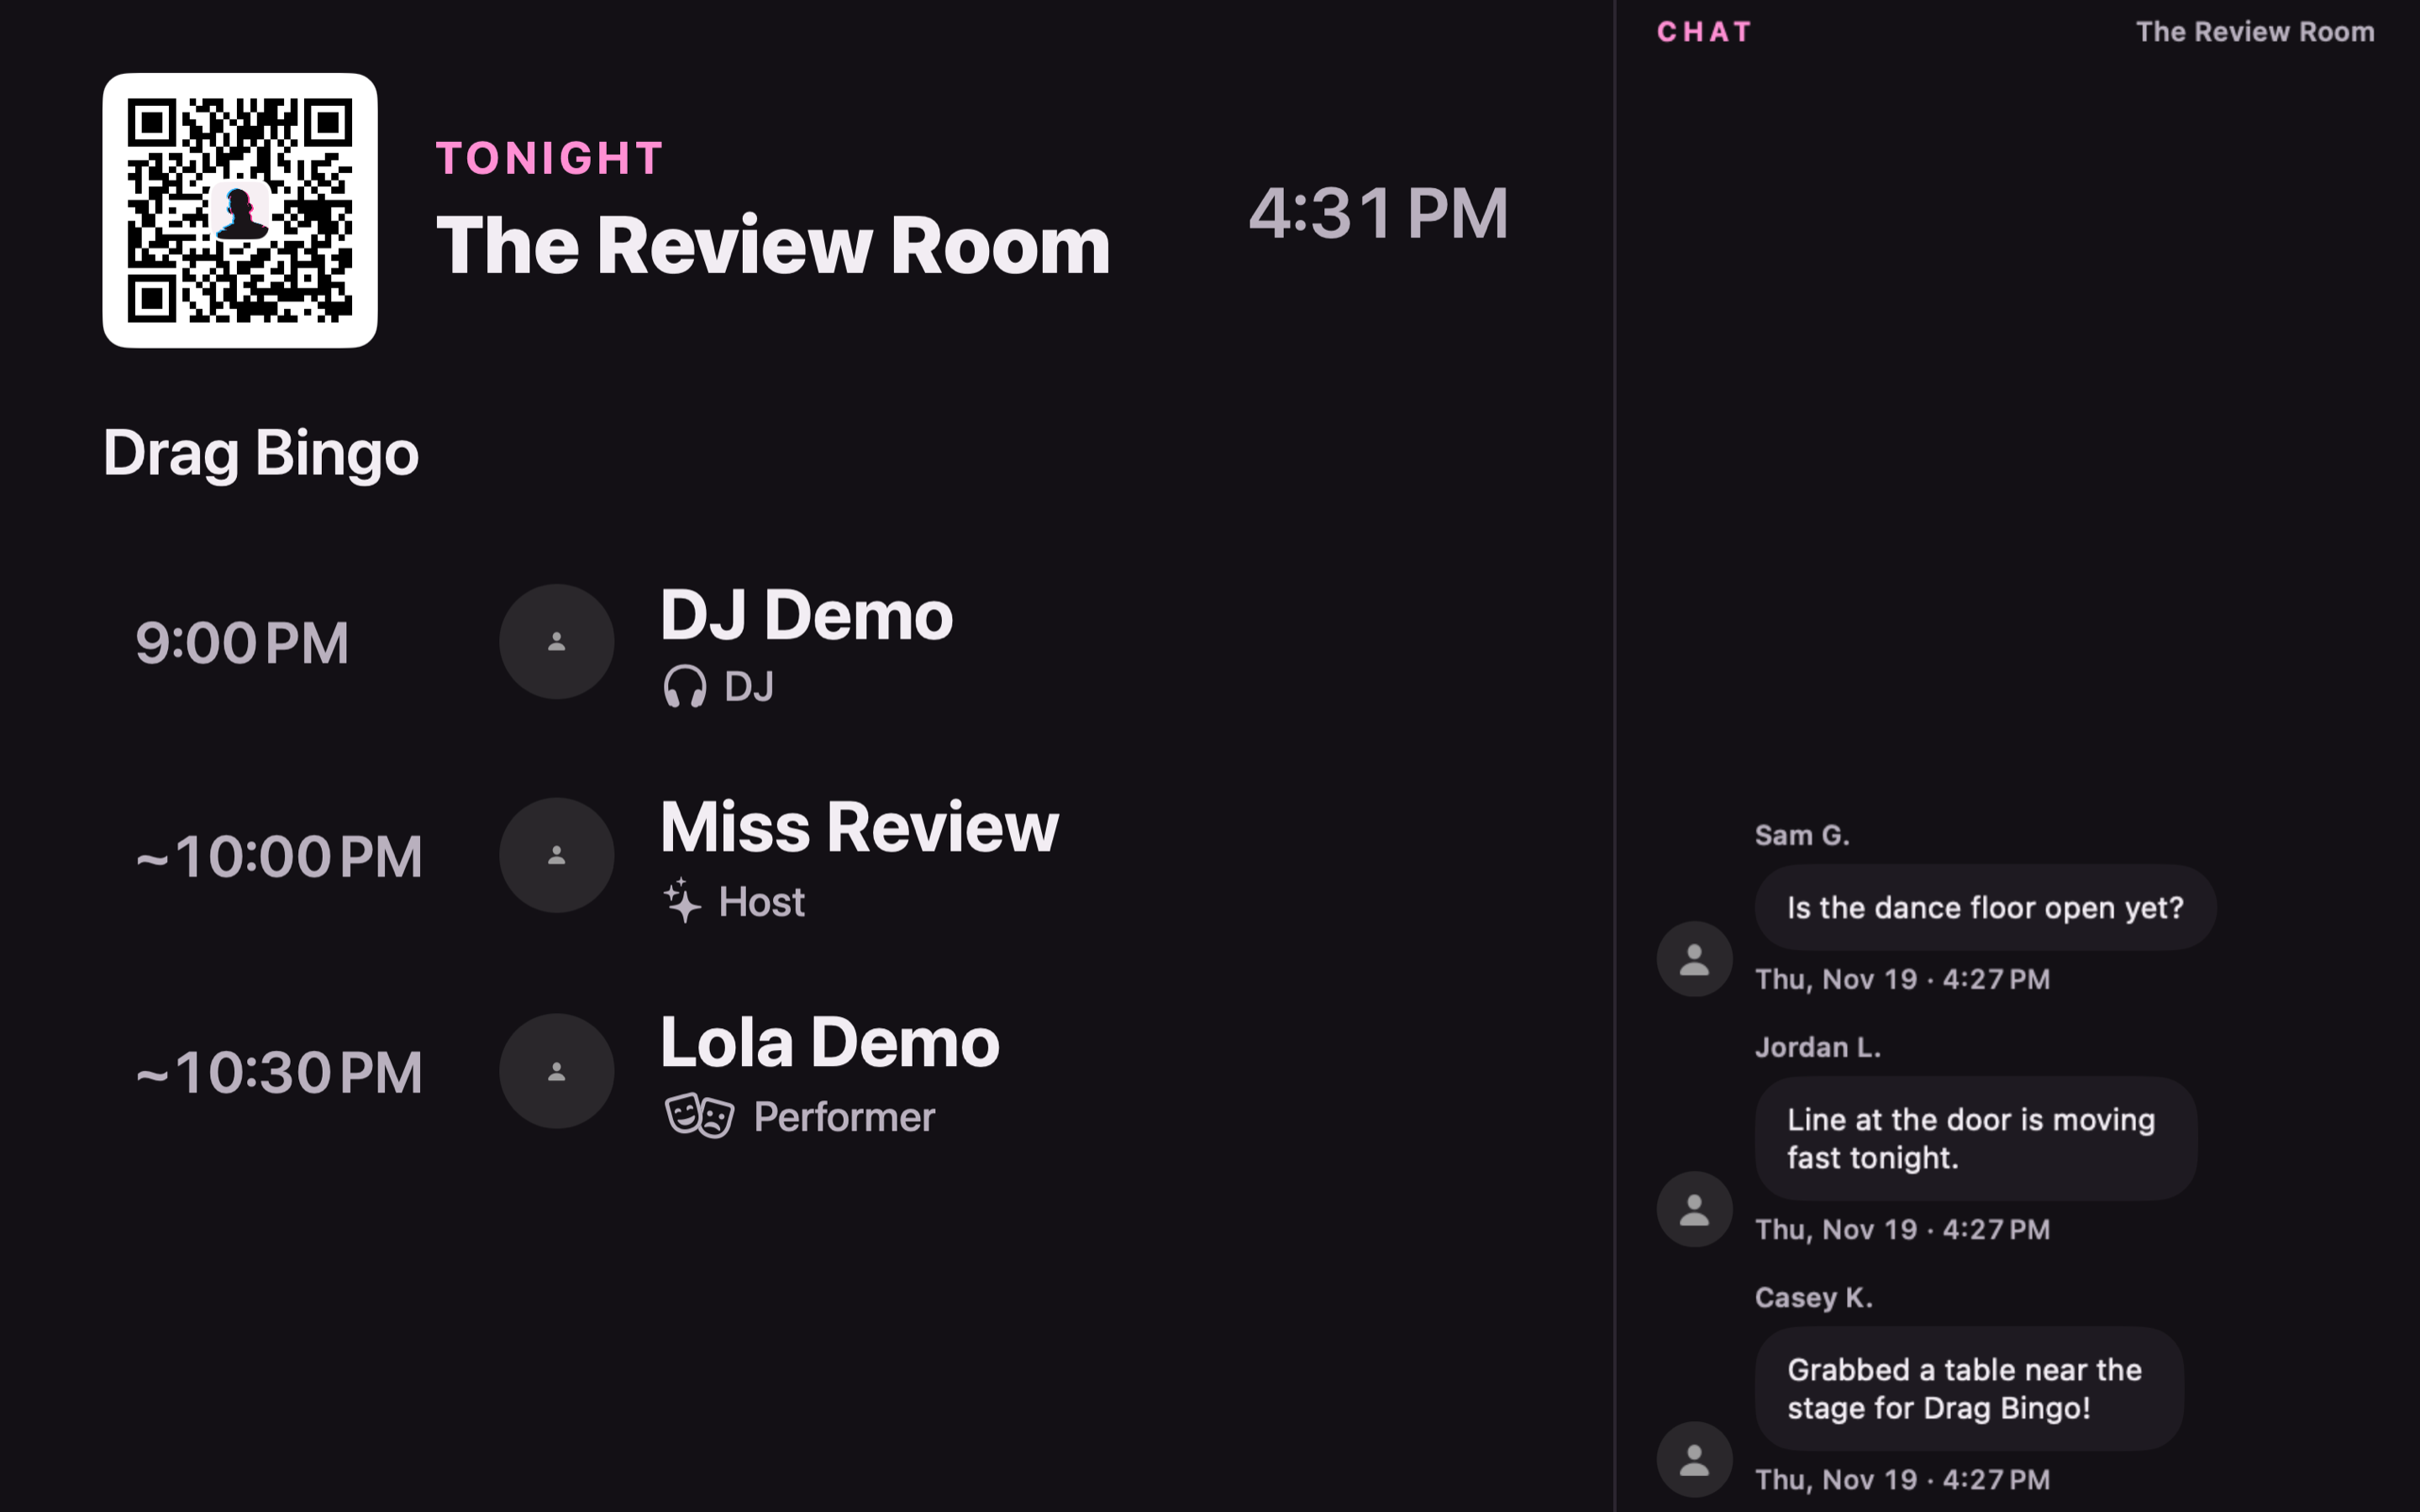 TONIGHT
The Review Room
4:31 PM
Drag Bingo
9:00 PM
DJ Demo
DJ
~10:00 PM
Miss Review
Host
~10:30 PM
Lola Demo
Performer
CHAT
The Review Room
Sam G.
Is the dance floor open yet?
Thu, Nov 19 · 4:27 PM
Jordan L.
Line at the door is moving
fast tonight.
Thu, Nov 19 · 4:27 PM
Casey K.
Grabbed a table near the
stage for Drag Bingo!
Thu, Nov 19 · 4:27 PM